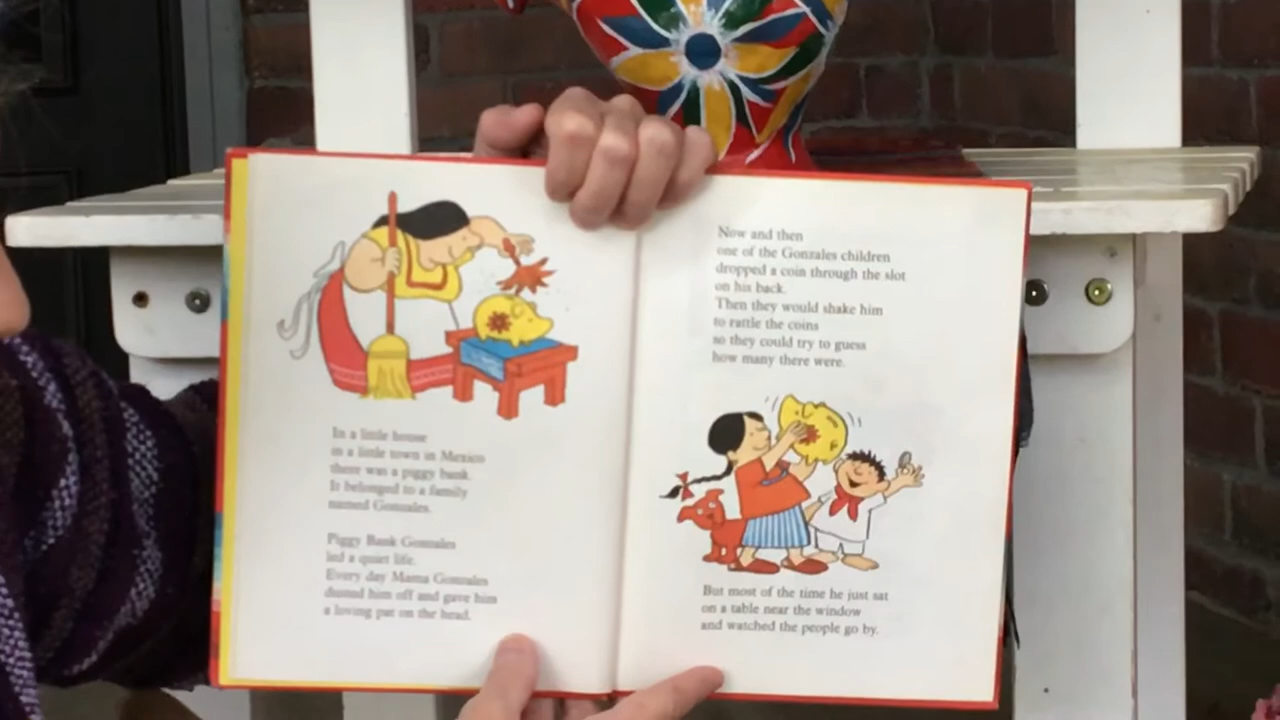 In a little house
in a little town in Mexico
there was a piggy bank.
It belonged to a family
named Gonzales.
Piggy Bank Gonzales
led a quiet life.
Every day Mama Gonzales
dusted him off and gave him
a loving pat on the head.
Now and then
one of the Gonzales children
dropped a coin through the slot
on his back.
Then they would shake him
to rattle the coins
so they could try to guess
how many there were.
But most of the time he just sat
on a table near the window
and watched the people go by.